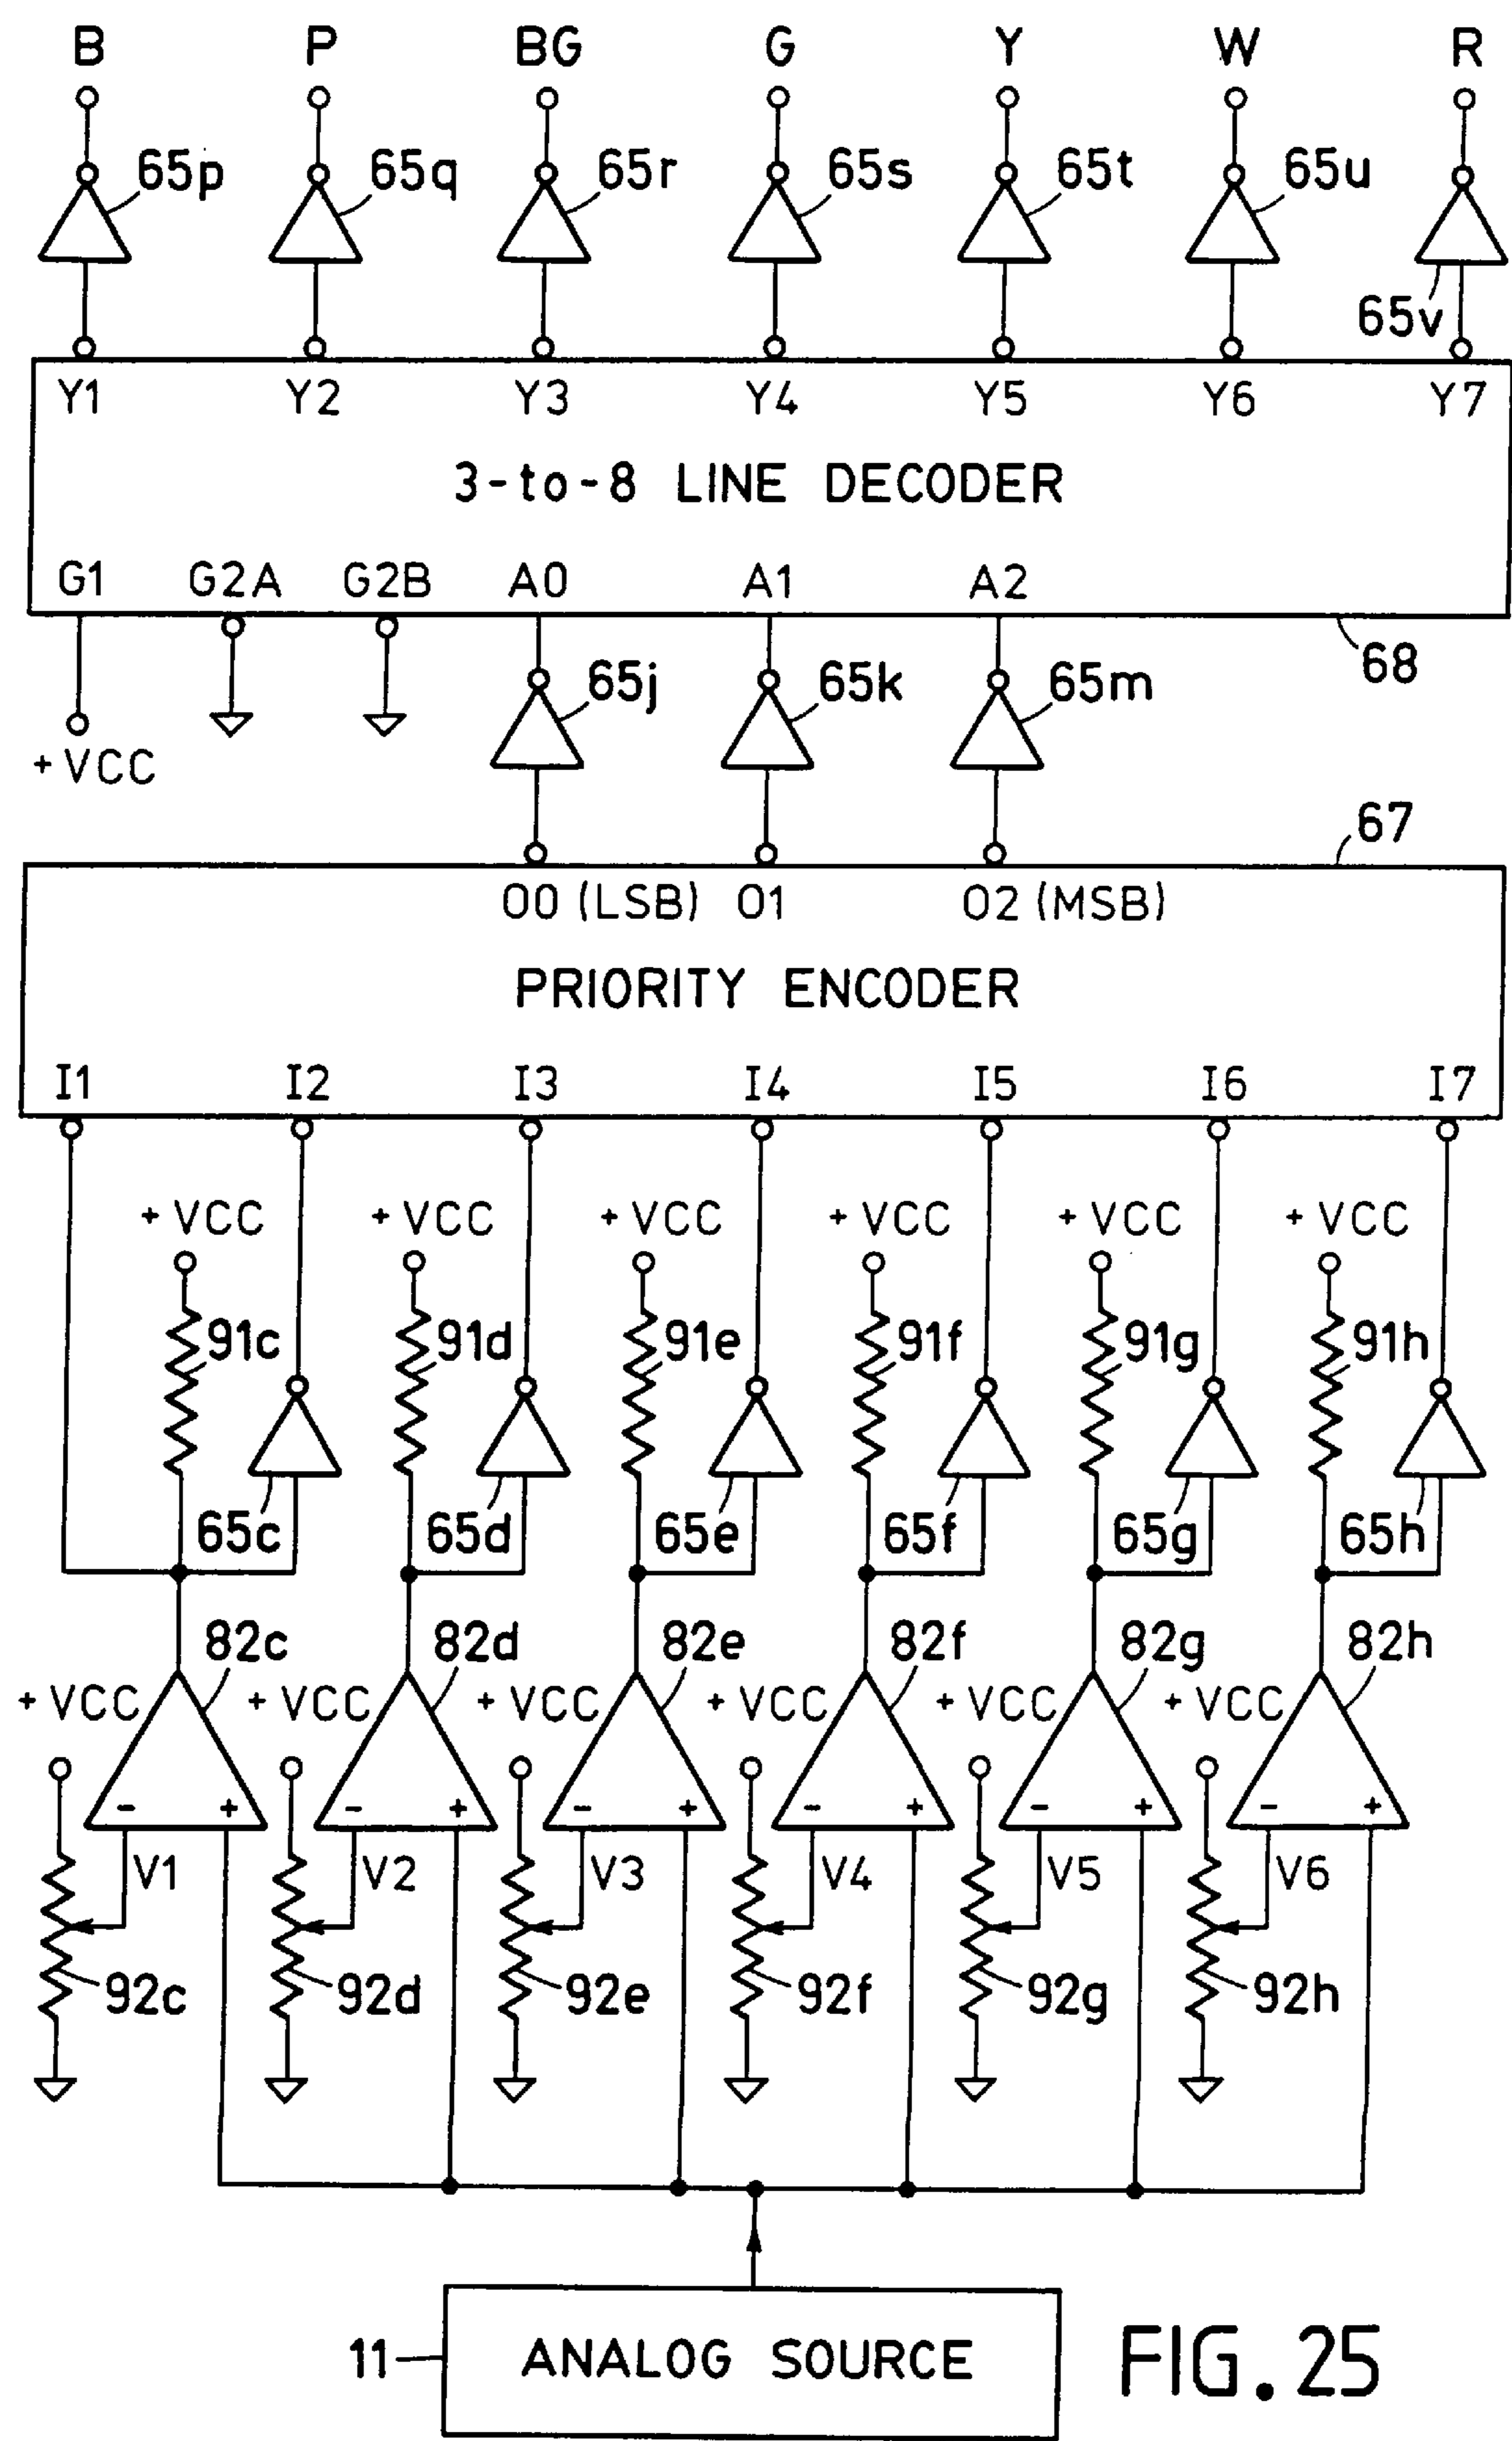 B P BG G Y W R
65p 65q 65r 65s 65t 65u
65v
Y1 Y2 Y3 Y4 Y5 Y6 Y7
3-to-8 LINE DECODER
G1 G2A G2B A0 A1 A2
68
65j 65k 65m
+VCC
67
O0 (LSB) O1 O2 (MSB)
PRIORITY ENCODER
I1 I2 I3 I4 I5 I6 I7
+VCC +VCC +VCC +VCC +VCC +VCC
91c 91d 91e 91f 91g 91h
65c 65d 65e 65f 65g 65h
82c 82d 82e 82f 82g 82h
+VCC +VCC +VCC +VCC +VCC +VCC
- + - + - + - + - + - +
V1 V2 V3 V4 V5 V6
92c 92d 92e 92f 92g 92h
11 ANALOG SOURCE
FIG. 25